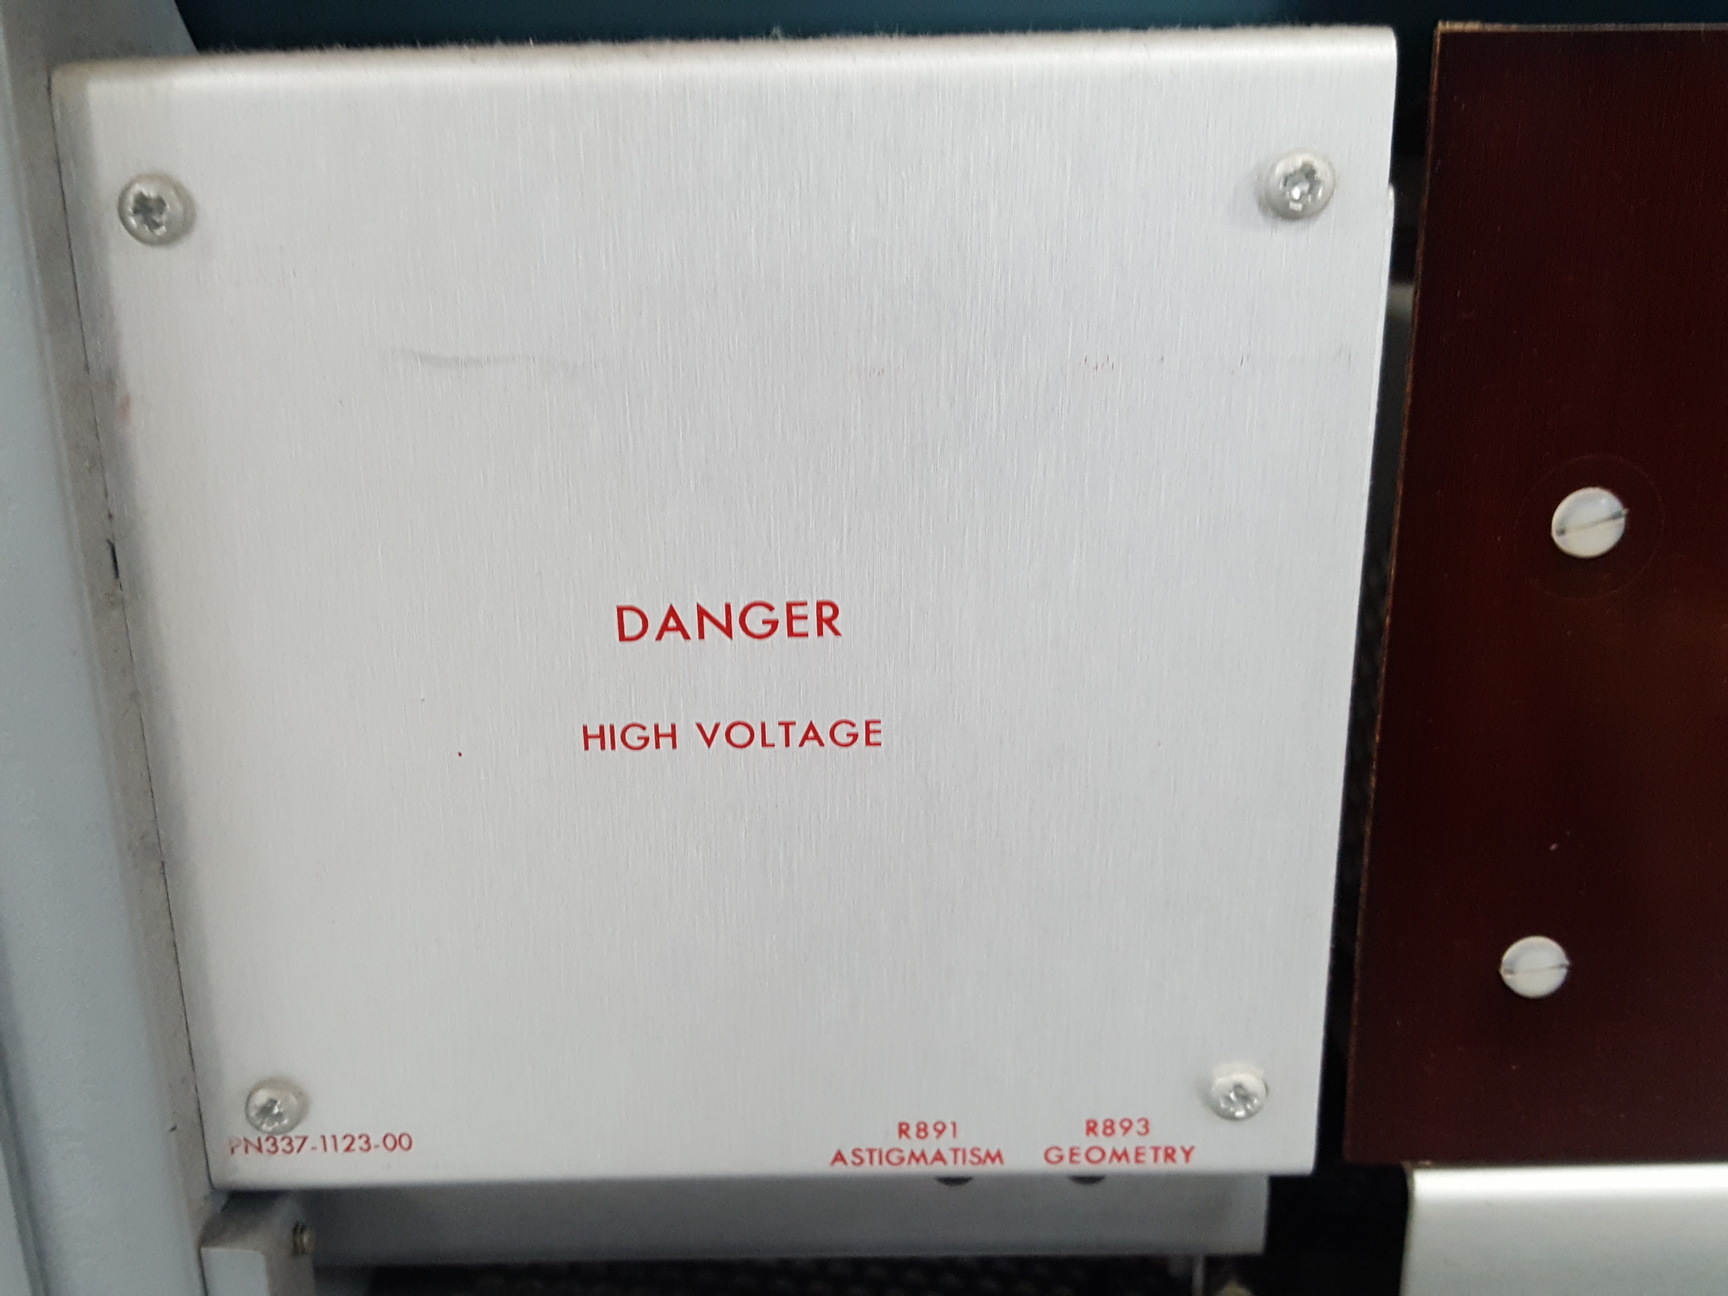 DANGER
HIGH VOLTAGE
PN337-1123-00
R891
ASTIGMATISM
R893
GEOMETRY